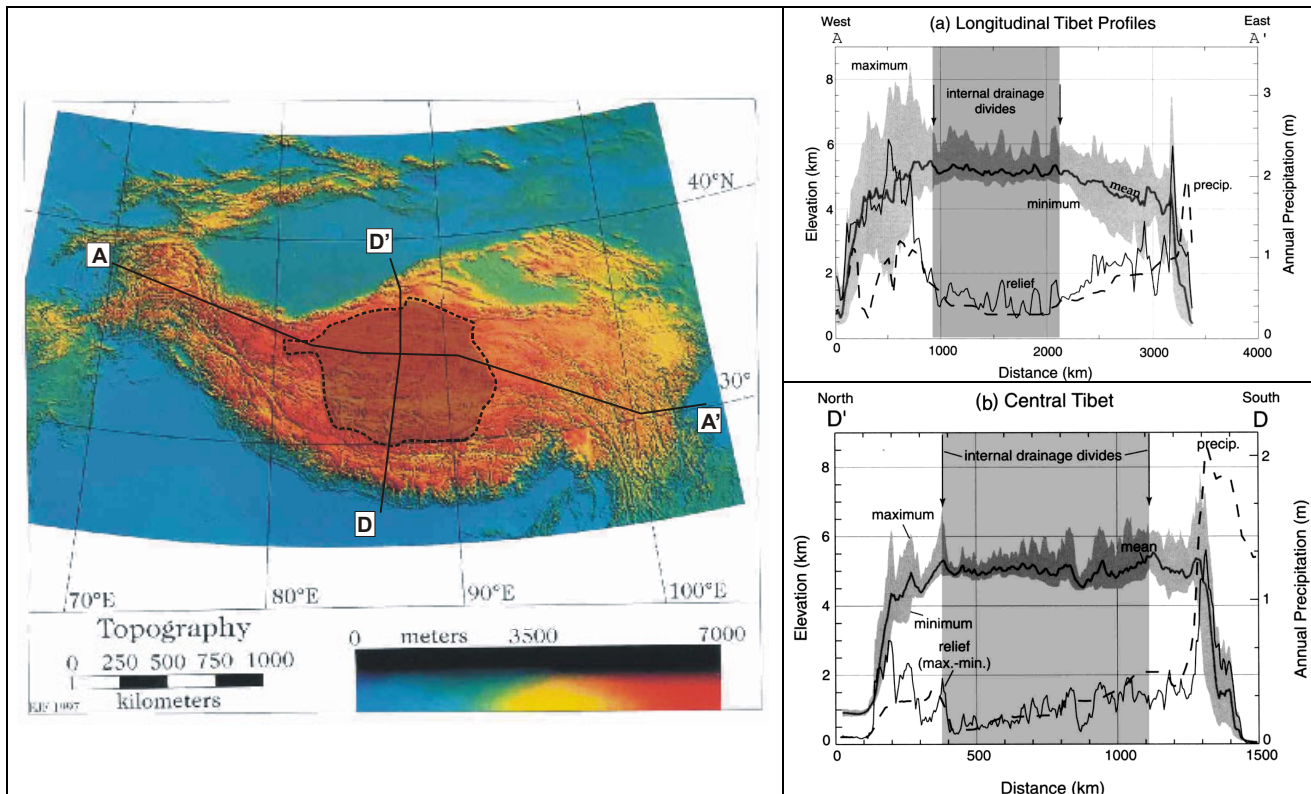 40°N
D'
A
30°
A'
D
70°E
80°E
90°E
100°E
Topography
0 250 500 750 1000
kilometers
EJF 1997
0 meters 3500 7000
West
A
(a) Longitudinal Tibet Profiles
East
A'
maximum
internal drainage
divides
mean
minimum
precip.
relief
Elevation (km)
8
6
4
2
0
Annual Precipitation (m)
3
2
1
0
0 1000 2000 3000 4000
Distance (km)
North
D'
(b) Central Tibet
South
D
precip.
internal drainage divides
maximum
mean
minimum
relief
(max.-min.)
Elevation (km)
8
6
4
2
0
Annual Precipitation (m)
2
1
0
0 500 1000 1500
Distance (km)